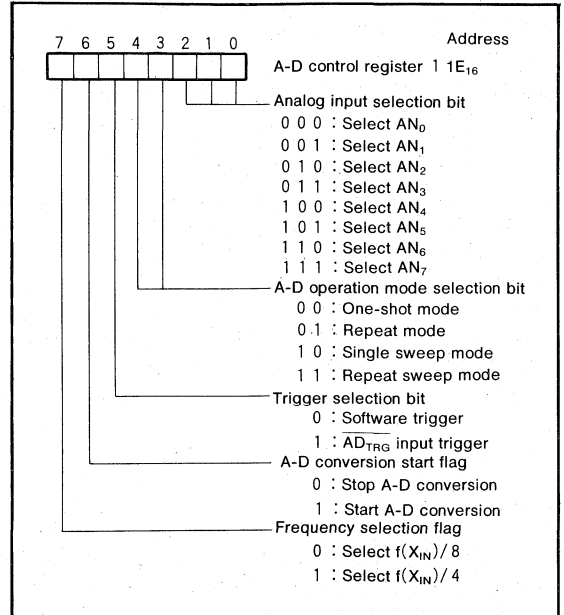 7 6 5 4 3 2 1 0 Address
A-D control register 1 1E₁₆
Analog input selection bit
0 0 0 : Select AN₀
0 0 1 : Select AN₁
0 1 0 : Select AN₂
0 1 1 : Select AN₃
1 0 0 : Select AN₄
1 0 1 : Select AN₅
1 1 0 : Select AN₆
1 1 1 : Select AN₇
A-D operation mode selection bit
0 0 : One-shot mode
0 1 : Repeat mode
1 0 : Single sweep mode
1 1 : Repeat sweep mode
Trigger selection bit
0 : Software trigger
1 : A̅D̅T̅R̅G̅ input trigger
A-D conversion start flag
0 : Stop A-D conversion
1 : Start A-D conversion
Frequency selection flag
0 : Select f(XIN)/8
1 : Select f(XIN)/4